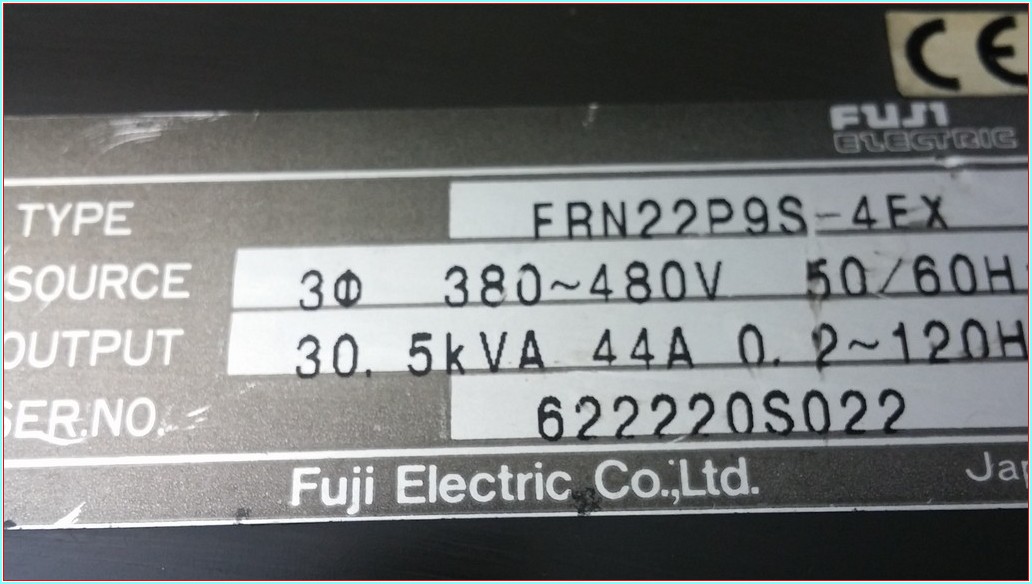 CE
FUJI
ELECTRIC
TYPE FRN22P9S-4EX
SOURCE 3Φ 380~480V 50/60H
OUTPUT 30.5kVA 44A 0.2~120H
SER.NO. 622220S022
Fuji Electric Co.,Ltd. Jap